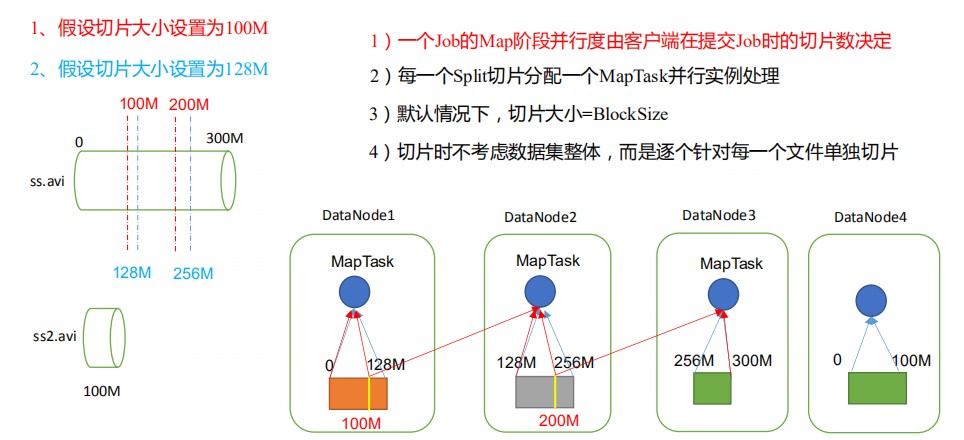 1、假设切片大小设置为100M
2、假设切片大小设置为128M
1）一个Job的Map阶段并行度由客户端在提交Job时的切片数决定
2）每一个Split切片分配一个MapTask并行实例处理
3）默认情况下，切片大小=BlockSize
4）切片时不考虑数据集整体，而是逐个针对每一个文件单独切片
100M 200M
0 300M
ss.avi
128M 256M
ss2.avi
100M
DataNode1 DataNode2 DataNode3 DataNode4
MapTask MapTask MapTask
0 128M 128M 256M 256M 300M 0 100M
100M 200M